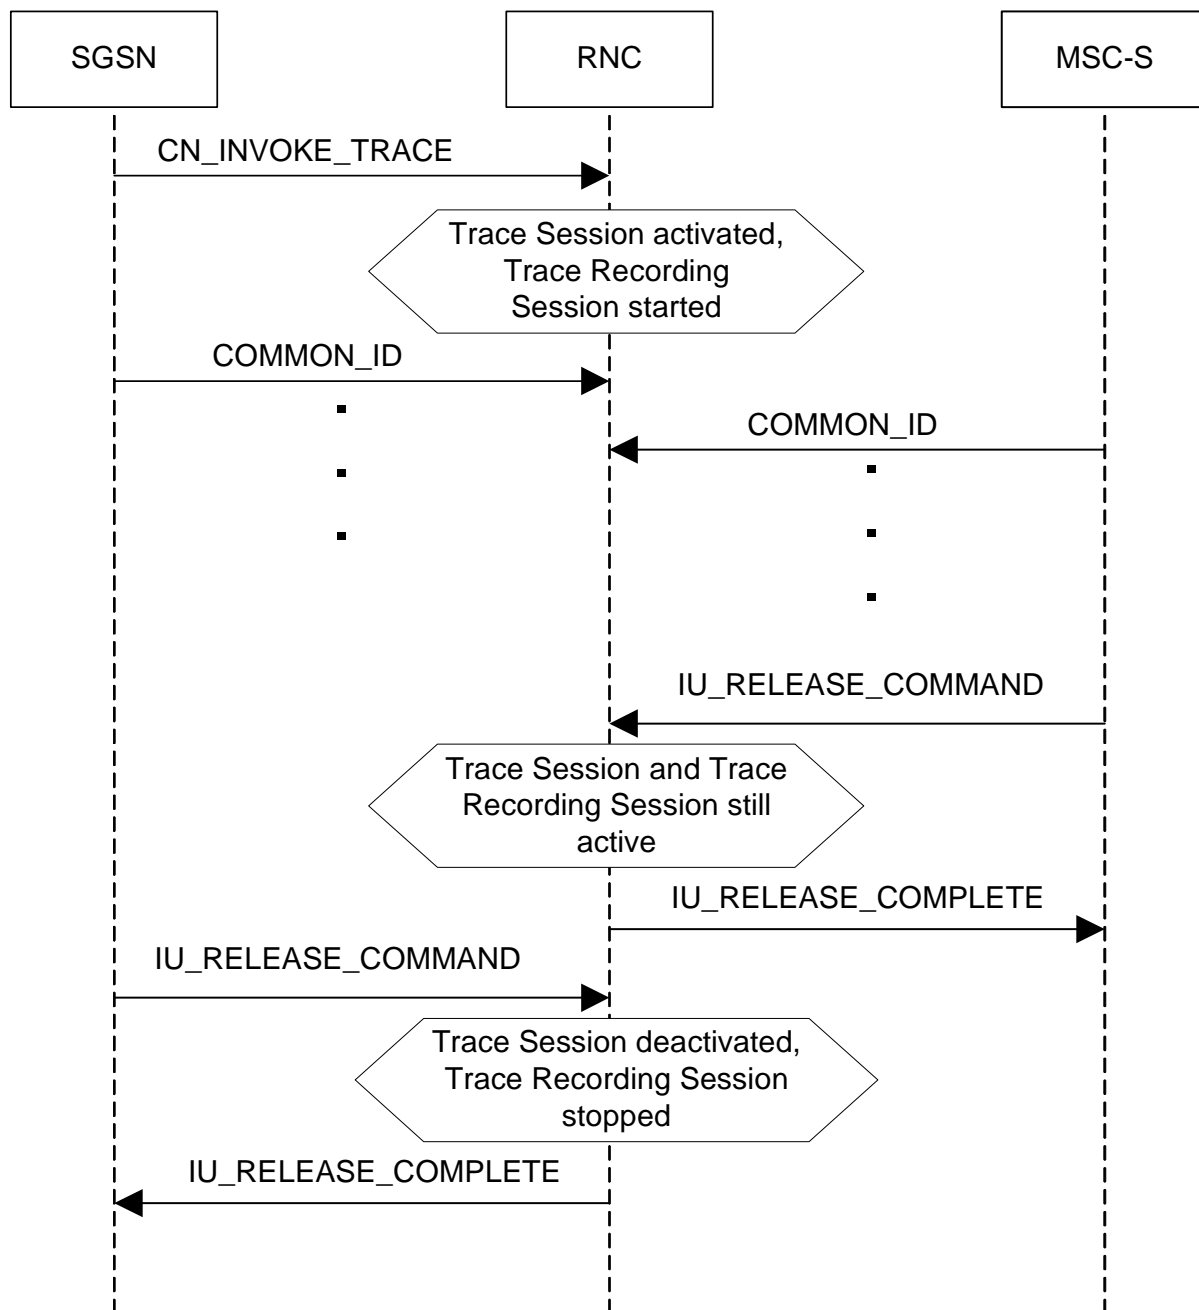 SGSN
RNC
MSC-S
CN_INVOKE_TRACE
Trace Session activated,
Trace Recording
Session started
COMMON_ID
COMMON_ID
IU_RELEASE_COMMAND
Trace Session and Trace
Recording Session still
active
IU_RELEASE_COMPLETE
IU_RELEASE_COMMAND
Trace Session deactivated,
Trace Recording Session
stopped
IU_RELEASE_COMPLETE